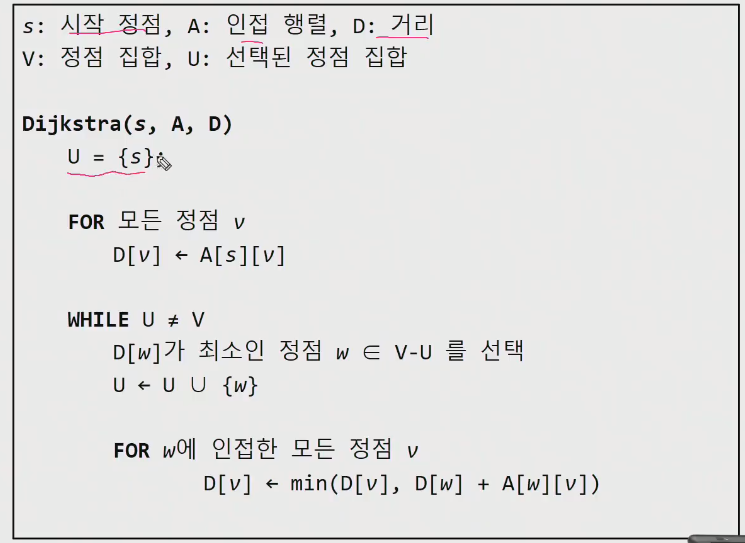 s: 시작 정점, A: 인접 행렬, D: 거리
V: 정점 집합, U: 선택된 정점 집합
Dijkstra(s, A, D)
U = {s};
FOR 모든 정점 v
D[v] ← A[s][v]
WHILE U ≠ V
D[w]가 최소인 정점 w ∈ V-U 를 선택
U ← U ∪ {w}
FOR w에 인접한 모든 정점 v
D[v] ← min(D[v], D[w] + A[w][v])